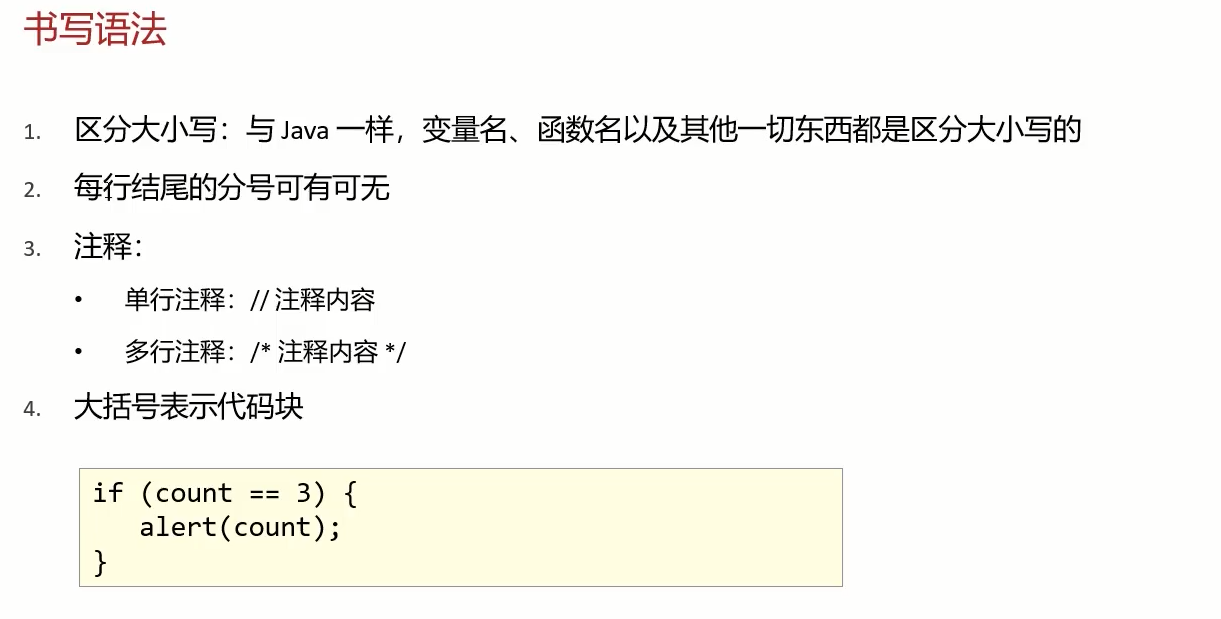 书写语法
1. 区分大小写：与 Java 一样，变量名、函数名以及其他一切东西都是区分大小写的
2. 每行结尾的分号可有可无
3. 注释：
• 单行注释：// 注释内容
• 多行注释：/* 注释内容 */
4. 大括号表示代码块
if (count == 3) {
   alert(count);
}